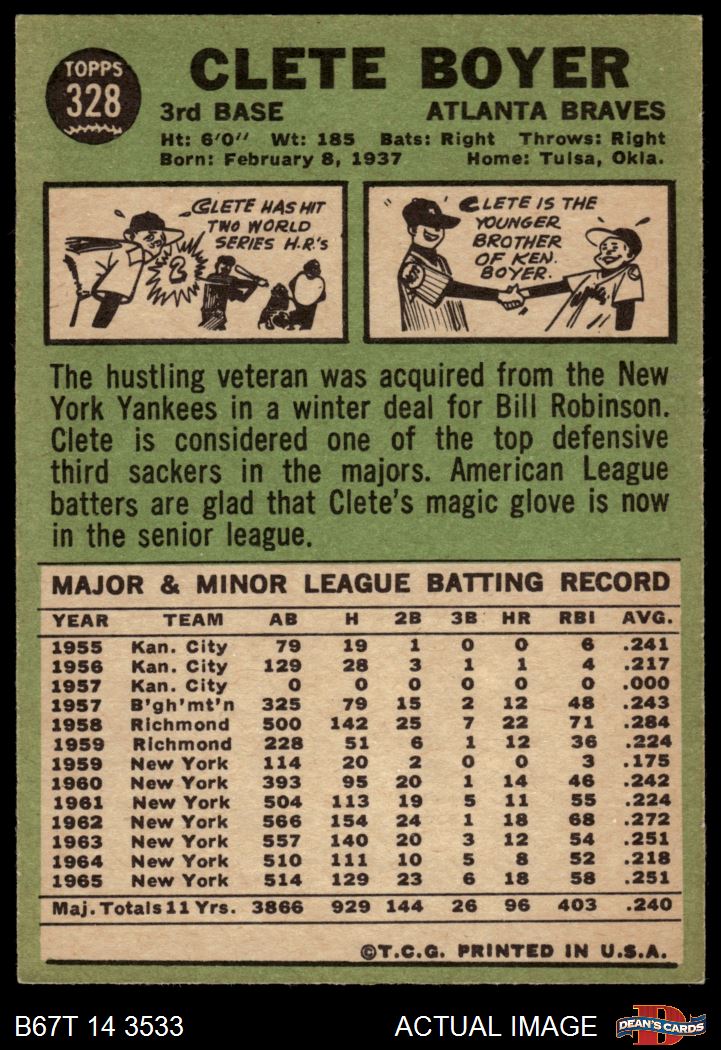 TOPPS
328
CLETE BOYER
3rd BASE ATLANTA BRAVES
Ht: 6'0" Wt: 185 Bats: Right Throws: Right
Born: February 8, 1937 Home: Tulsa, Okla.
CLETE HAS HIT
TWO WORLD
SERIES H.R.'s
2
CLETE IS THE
YOUNGER
BROTHER
OF KEN.
BOYER.
The hustling veteran was acquired from the New
York Yankees in a winter deal for Bill Robinson.
Clete is considered one of the top defensive
third sackers in the majors. American League
batters are glad that Clete's magic glove is now
in the senior league.
MAJOR & MINOR LEAGUE BATTING RECORD
YEAR TEAM AB H 2B 3B HR RBI AVG.
1955 Kan. City 79 19 1 0 0 6 .241
1956 Kan. City 129 28 3 1 1 4 .217
1957 Kan. City 0 0 0 0 0 0 .000
1957 B'gh'mt'n 325 79 15 2 12 48 .243
1958 Richmond 500 142 25 7 22 71 .284
1959 Richmond 228 51 6 1 12 36 .224
1959 New York 114 20 2 0 0 3 .175
1960 New York 393 95 20 1 14 46 .242
1961 New York 504 113 19 5 11 55 .224
1962 New York 566 154 24 1 18 68 .272
1963 New York 557 140 20 3 12 54 .251
1964 New York 510 111 10 5 8 52 .218
1965 New York 514 129 23 6 18 58 .251
Maj. Totals 11 Yrs. 3866 929 144 26 96 403 .240
©T.C.G. PRINTED IN U.S.A.
B67T 14 3533 ACTUAL IMAGE D DEAN'S CARDS